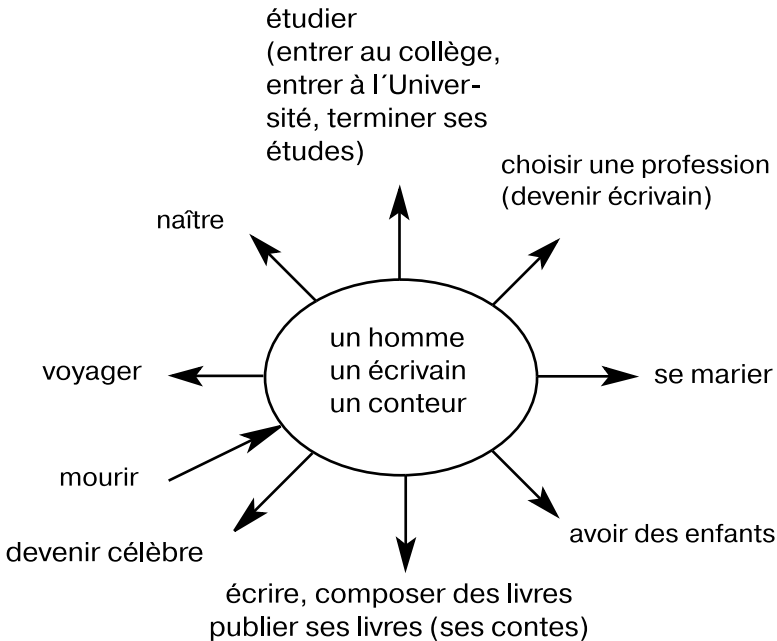 étudier
(entrer au collège,
entrer à l´Univer-
sité, terminer ses
études)
choisir une profession
(devenir écrivain)
naître
un homme
un écrivain
un conteur
voyager
se marier
mourir
avoir des enfants
devenir célèbre
écrire, composer des livres
publier ses livres (ses contes)